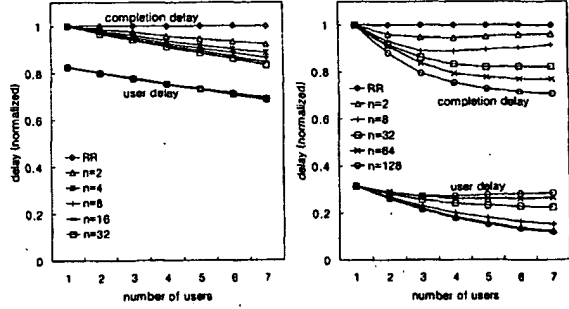 completion delay
user delay
delay (normalized)
1
0.8
0.6
0.4
0.2
0
RR
n=2
n=4
n=8
n=16
n=32
1 2 3 4 5 6 7
number of users
completion delay
user delay
delay (normalized)
1
0.8
0.6
0.4
0.2
0
RR
n=2
n=8
n=32
n=64
n=128
1 2 3 4 5 6 7
number of users